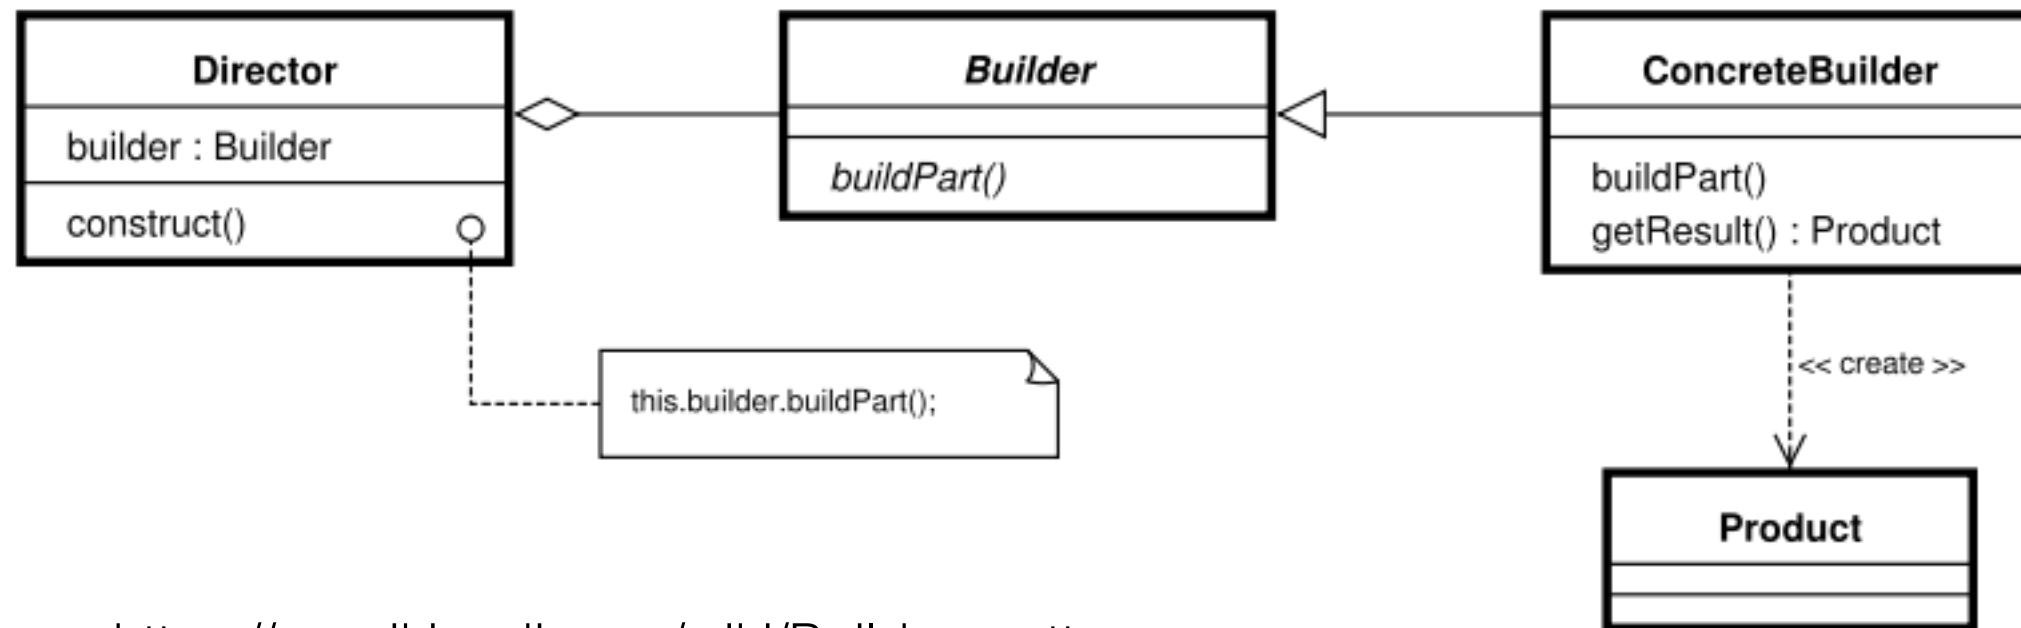 Director
builder : Builder
construct()
Builder
buildPart()
ConcreteBuilder
buildPart()
getResult() : Product
this.builder.buildPart();
<< create >>
Product